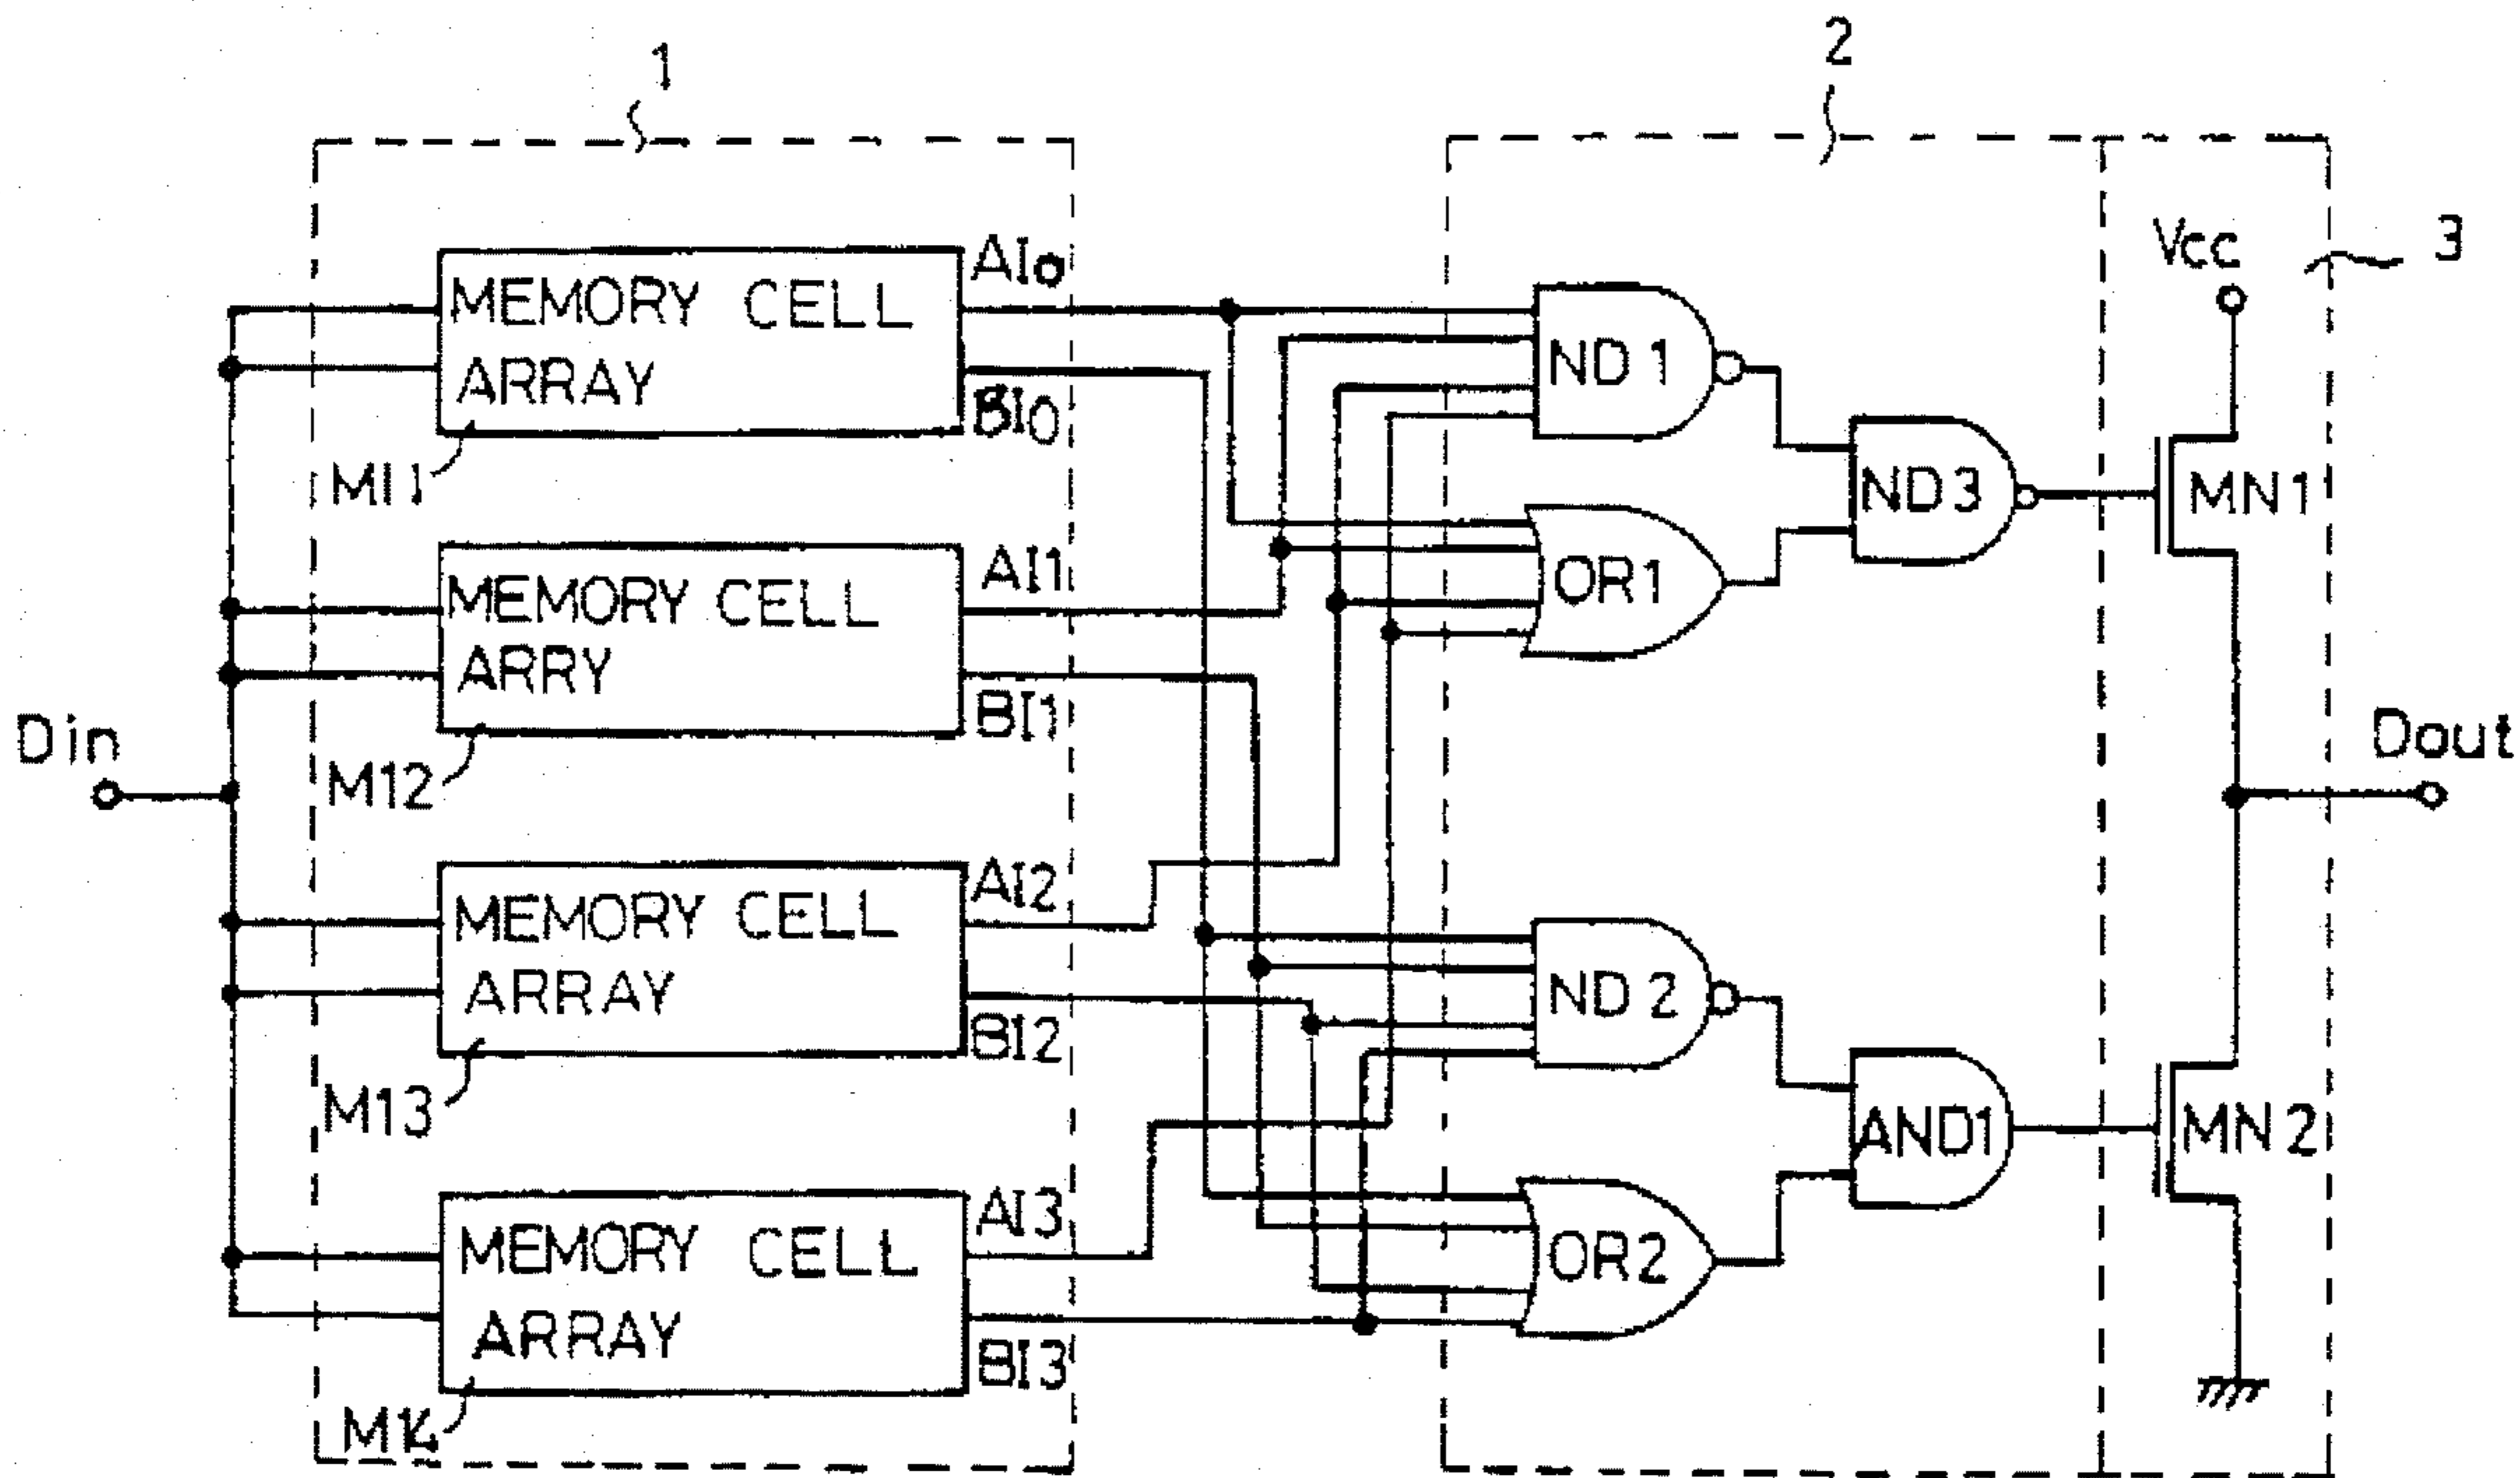 1
2
3
Vcc
MEMORY CELL
ARRAY
AI0
BI0
M11
ND1
ND3
MN1
OR1
MEMORY CELL
ARRY
AI1
BI1
M12
Din
Dout
MEMORY CELL
ARRAY
AI2
BI2
M13
ND2
AND1
MN2
OR2
MEMORY CELL
ARRAY
AI3
BI3
M14